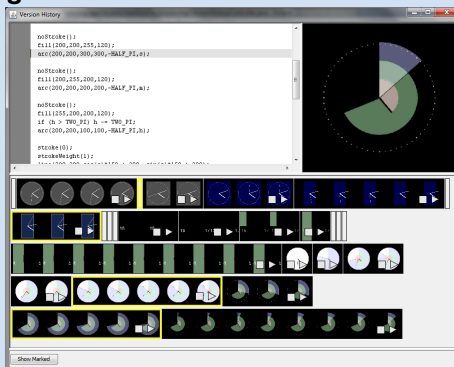 Version History
noStroke();
fill(200,200,255,120);
arc(200,200,300,300,-HALF_PI,s);
noStroke();
fill(200,255,200,120);
arc(200,200,200,200,-HALF_PI,m);
noStroke();
fill(255,200,200,120);
if (h > TWO_PI) h -= TWO_PI;
arc(200,200,100,100,-HALF_PI,h);
stroke(0);
strokeWeight(1);
Show Marked